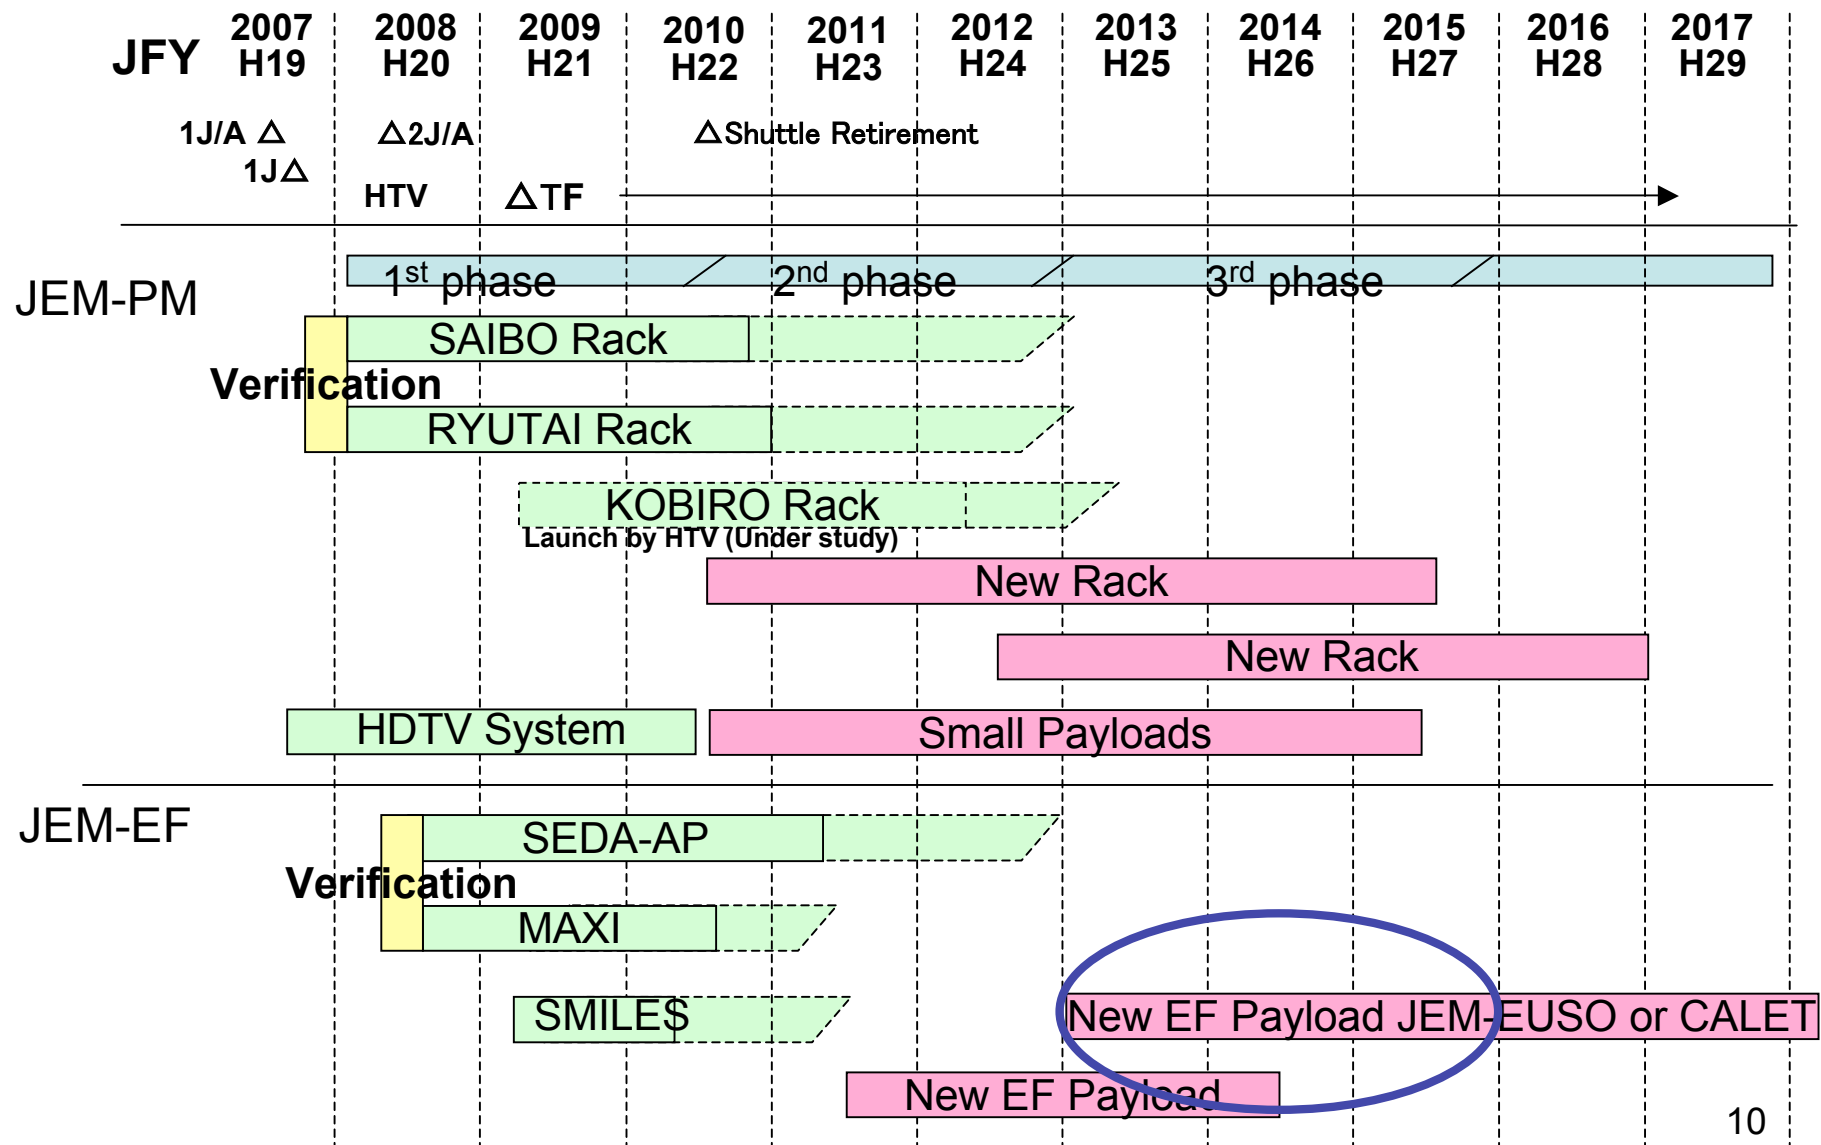 JFY 2007 2008 2009 2010 2011 2012 2013 2014 2015 2016 2017
H19 H20 H21 H22 H23 H24 H25 H26 H27 H28 H29
1J/A △ △2J/A △Shuttle Retirement
1J△
HTV △TF
JEM-PM
1st phase 2nd phase 3rd phase
SAIBO Rack
Verification
RYUTAI Rack
KOBIRO Rack
Launch by HTV (Under study)
New Rack
New Rack
HDTV System Small Payloads
JEM-EF
SEDA-AP
Verification
MAXI
SMILES New EF Payload JEM-EUSO or CALET
New EF Payload
10